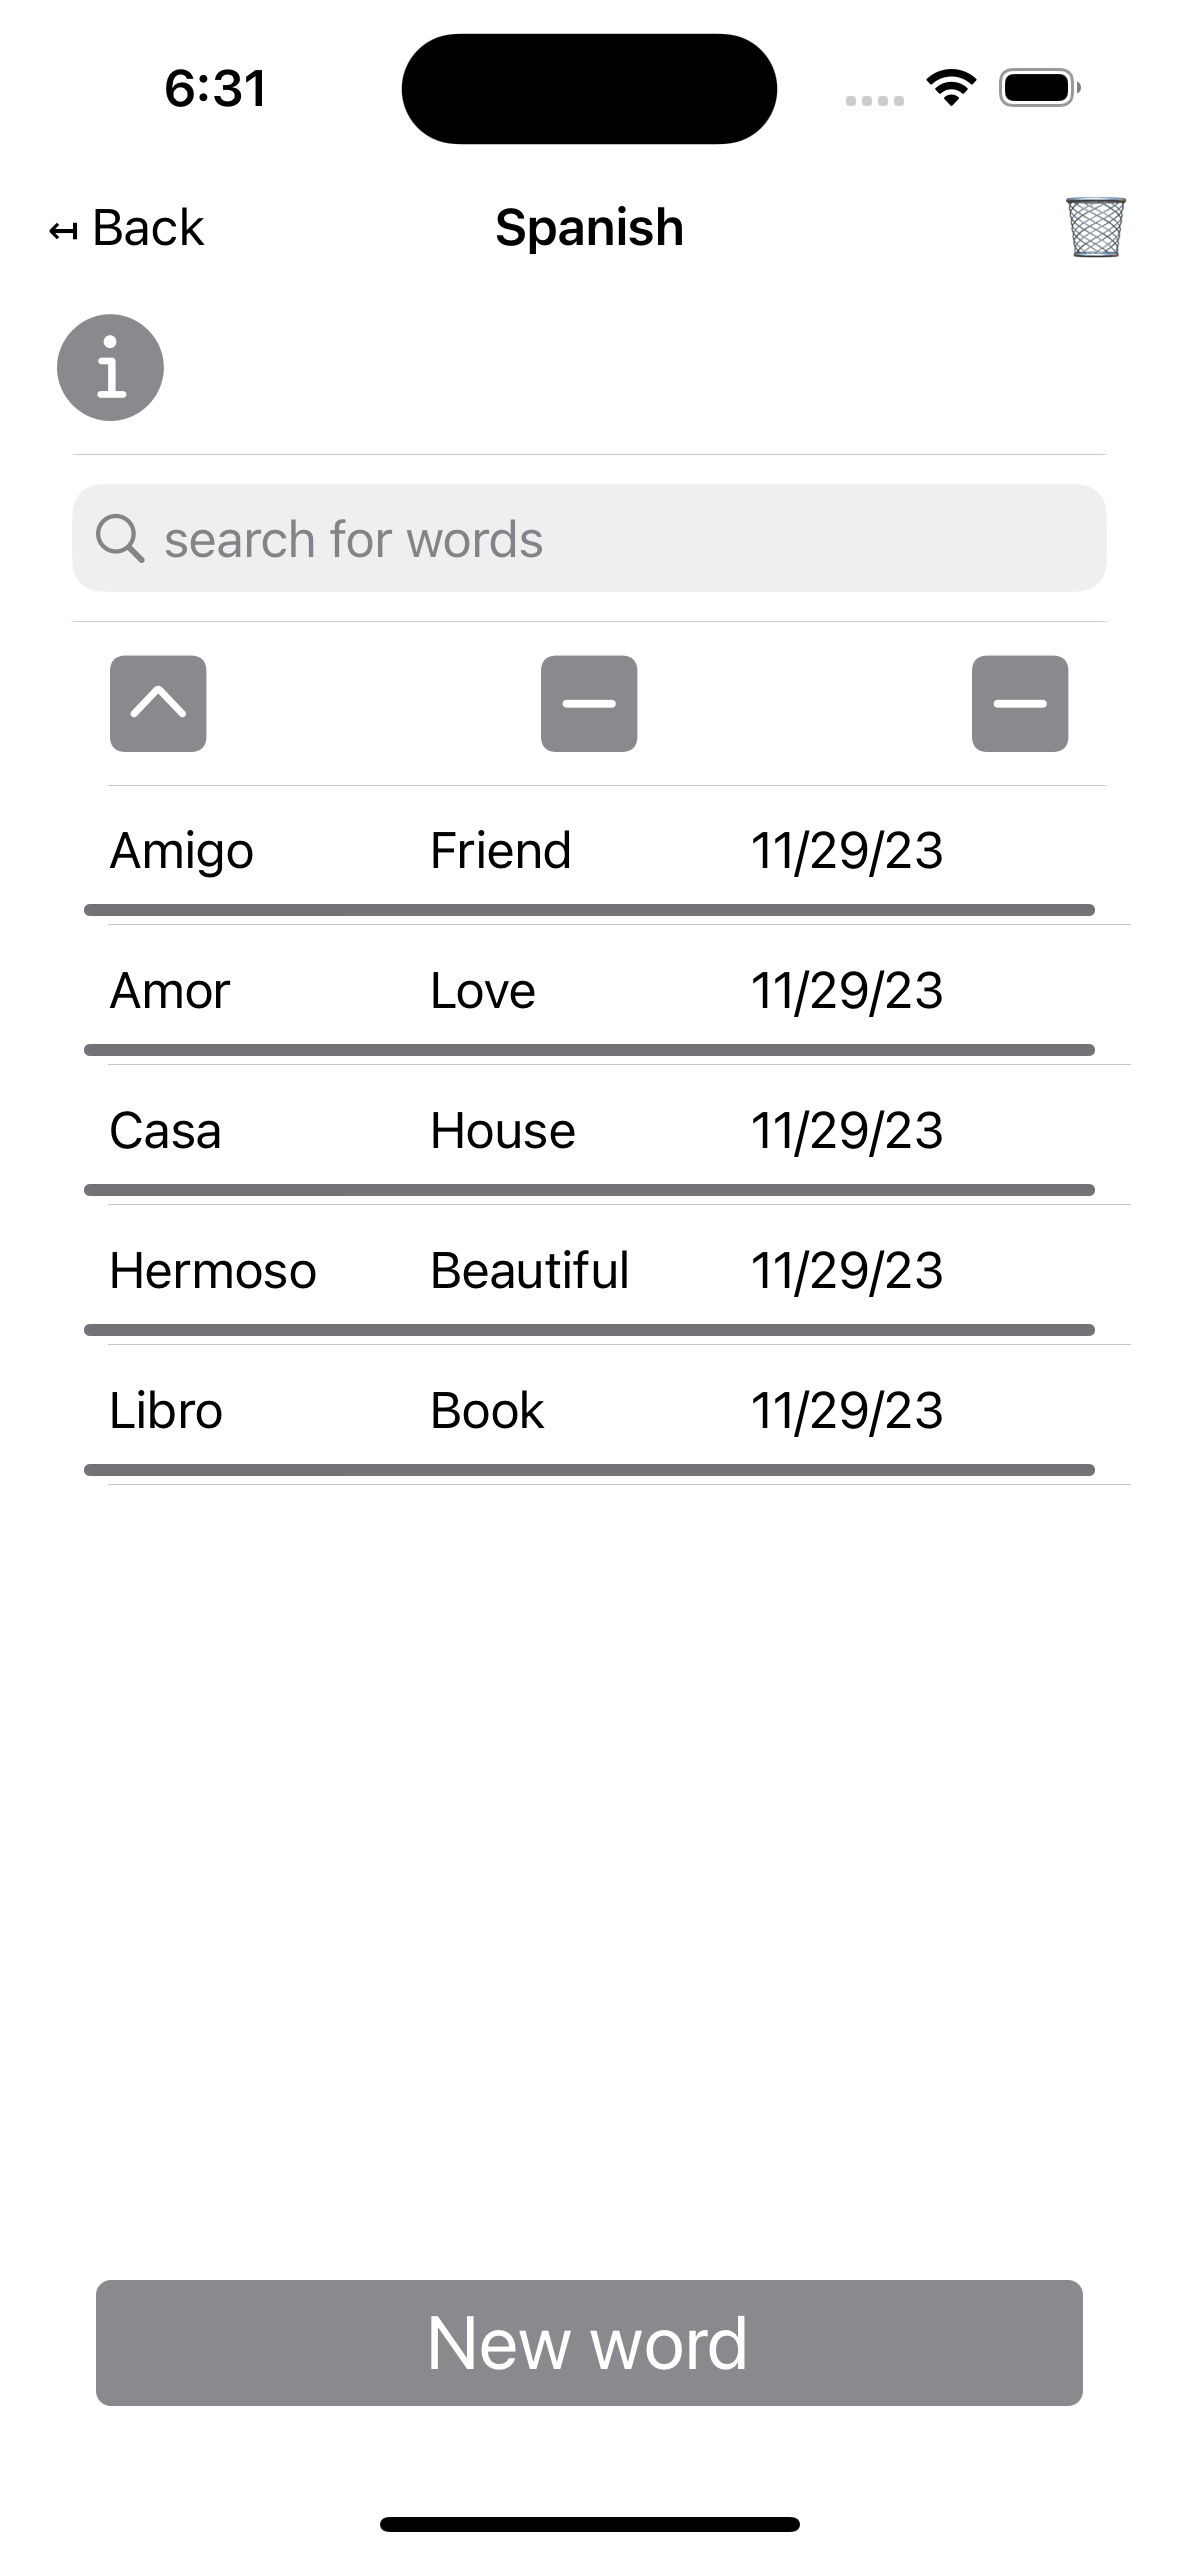 6:31
Back Spanish
search for words
Amigo Friend 11/29/23
Amor Love 11/29/23
Casa House 11/29/23
Hermoso Beautiful 11/29/23
Libro Book 11/29/23
New word